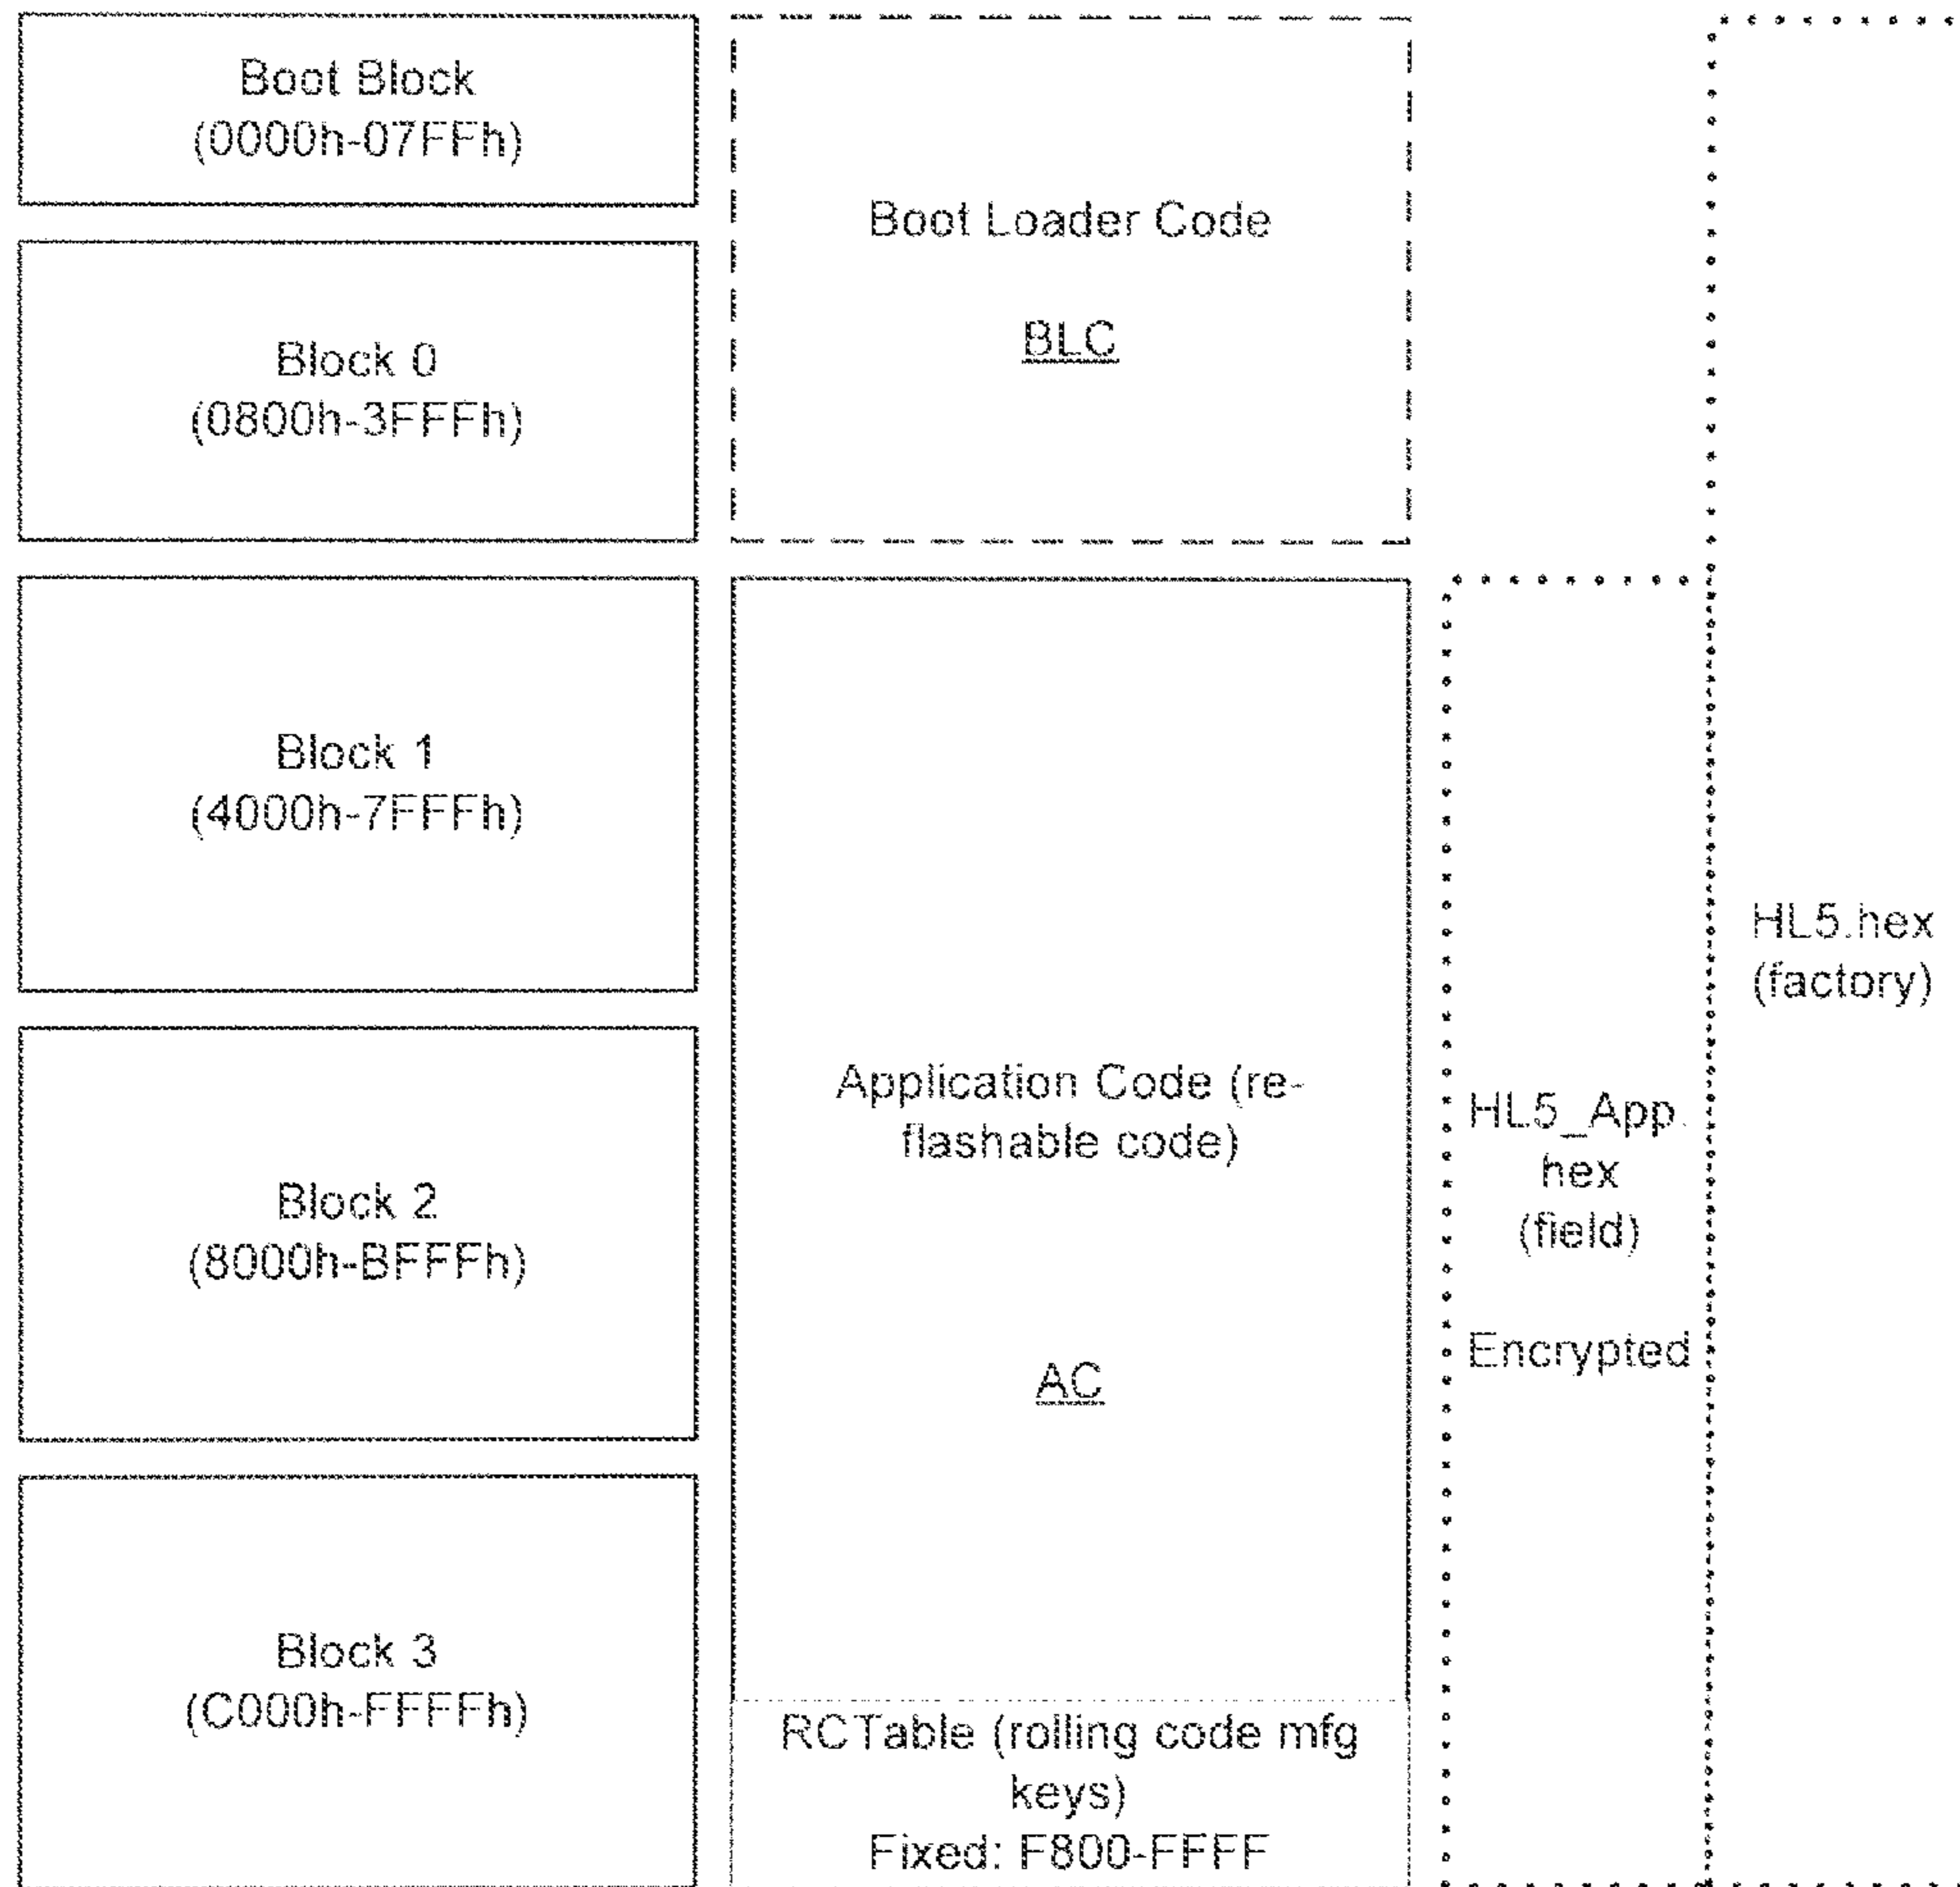 Boot Block
(0000h-07FFh)
Block 0
(0800h-3FFFh)
Block 1
(4000h-7FFFh)
Block 2
(8000h-BFFFh)
Block 3
(C000h-FFFFh)
Boot Loader Code
BLC
Application Code (re-
flashable code)
AC
RCTable (rolling code mfg
keys)
Fixed: F800-FFFF
HL5_App.
hex
(field)
Encrypted
HL5.hex
(factory)